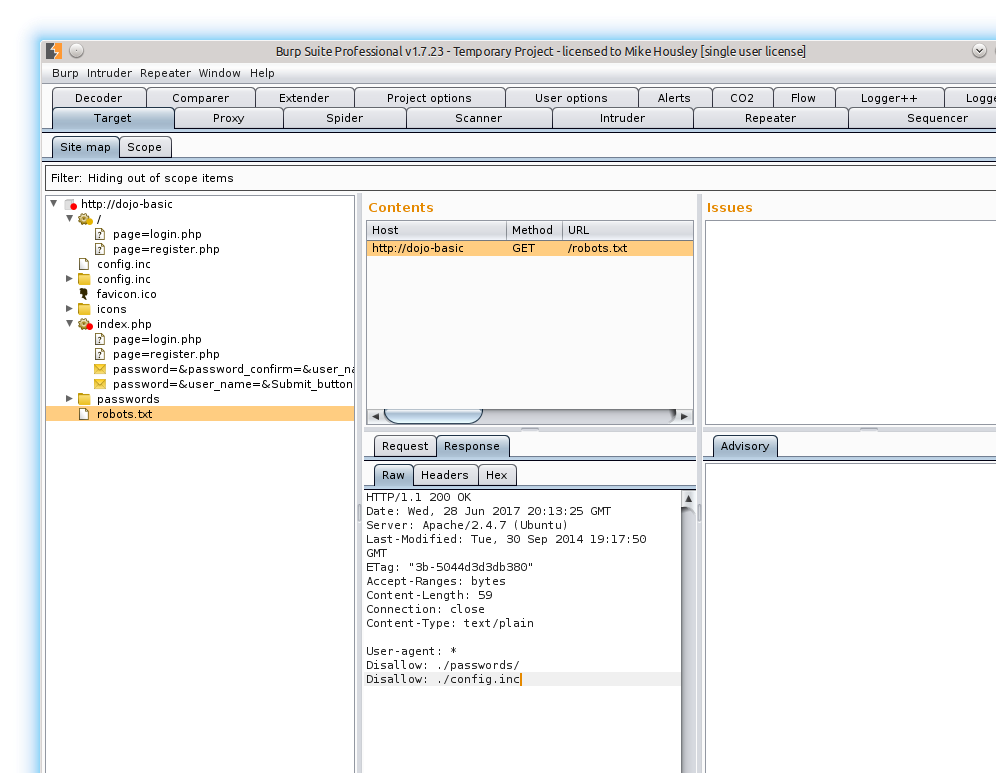 Burp Suite Professional v1.7.23 - Temporary Project - licensed to Mike Housley [single user license]
Burp Intruder Repeater Window Help
Decoder Comparer Extender Project options User options Alerts CO2 Flow Logger++ Logge
Target Proxy Spider Scanner Intruder Repeater Sequencer
Site map Scope
Filter: Hiding out of scope items
http://dojo-basic
/
page=login.php
page=register.php
config.inc
config.inc
favicon.ico
icons
index.php
page=login.php
page=register.php
password=&password_confirm=&user_na
password=&user_name=&Submit_button
passwords
robots.txt
Contents
Host Method URL
http://dojo-basic GET /robots.txt
Issues
Request Response
Advisory
Raw Headers Hex
HTTP/1.1 200 OK
Date: Wed, 28 Jun 2017 20:13:25 GMT
Server: Apache/2.4.7 (Ubuntu)
Last-Modified: Tue, 30 Sep 2014 19:17:50
GMT
ETag: "3b-5044d3d3db380"
Accept-Ranges: bytes
Content-Length: 59
Connection: close
Content-Type: text/plain
User-agent: *
Disallow: ./passwords/
Disallow: ./config.inc